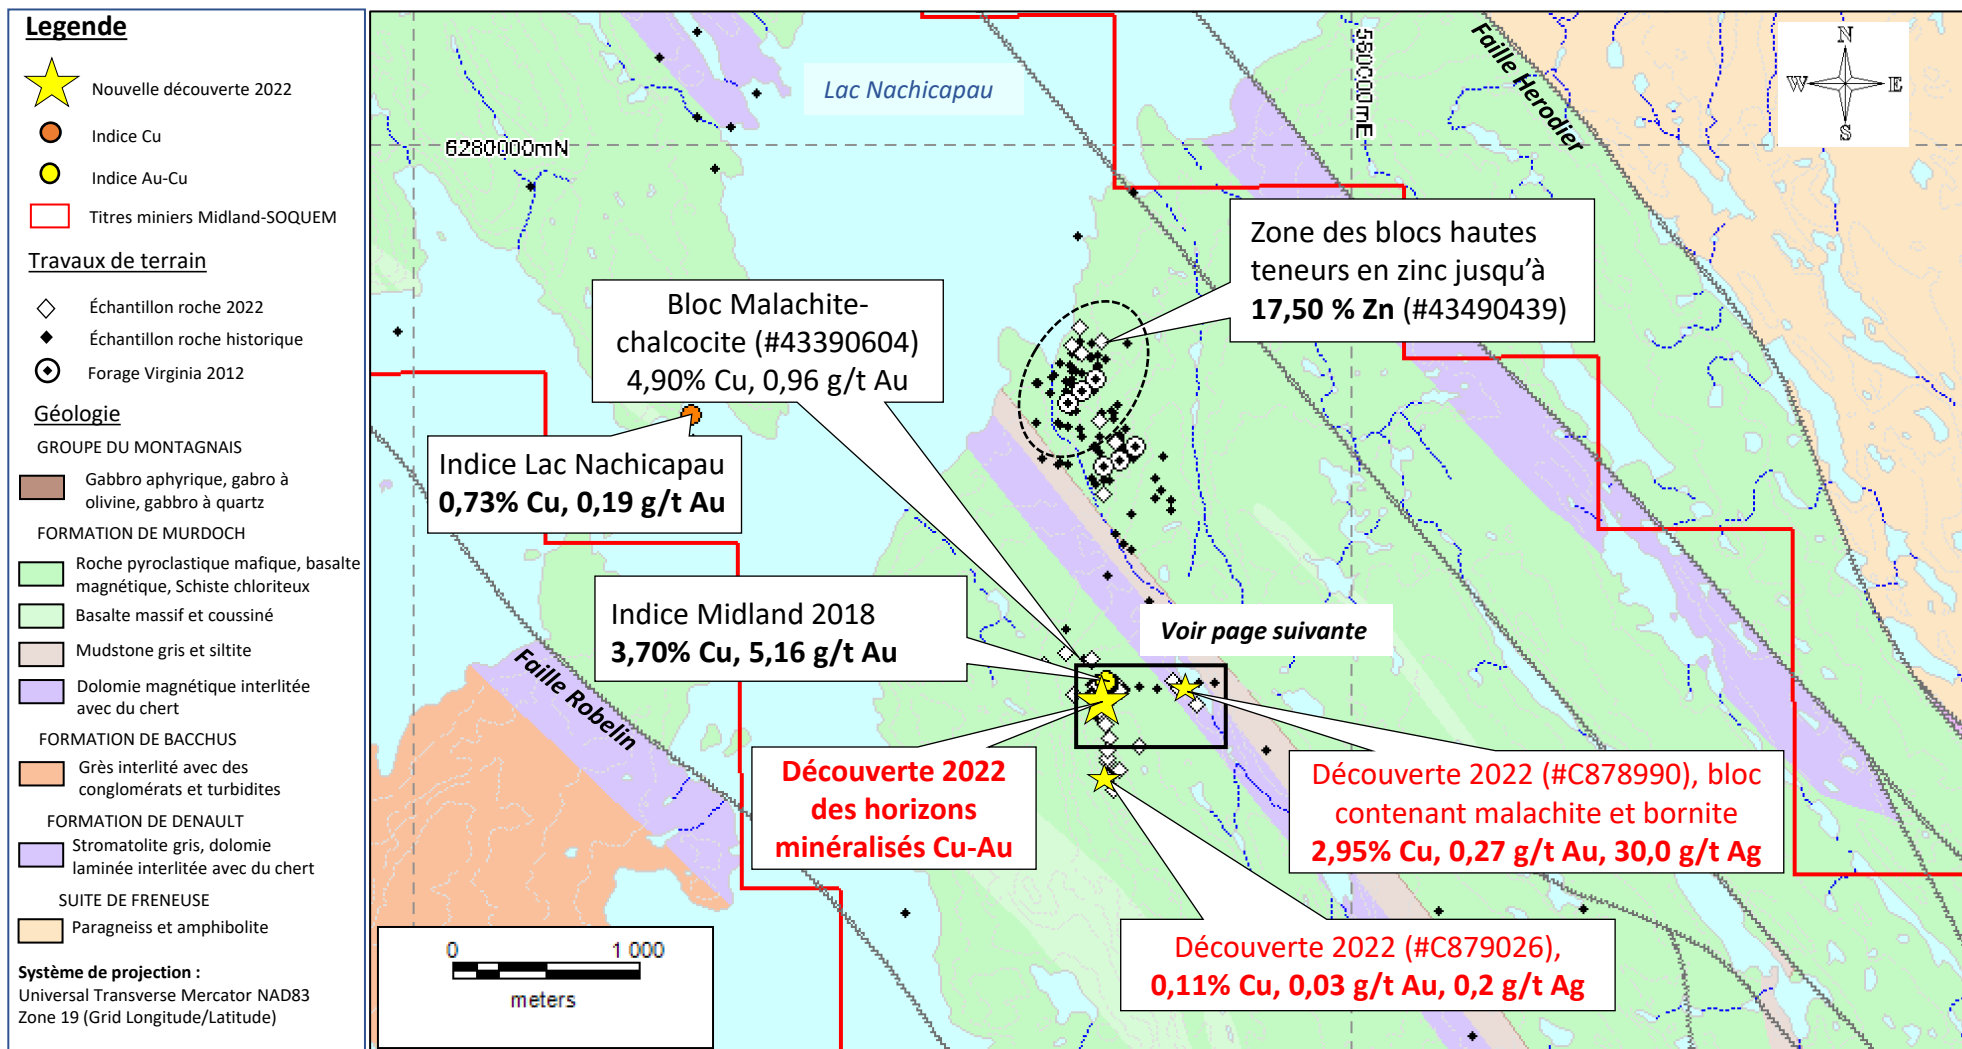 Legende
Nouvelle découverte 2022
Indice Cu
Indice Au-Cu
Titres miniers Midland-SOQUEM
Travaux de terrain
Échantillon roche 2022
Échantillon roche historique
Forage Virginia 2012
Géologie
GROUPE DU MONTAGNAIS
Gabbro aphyrique, gabro à
olivine, gabbro à quartz
FORMATION DE MURDOCH
Roche pyroclastique mafique, basalte
magnétique, Schiste chloriteux
Basalte massif et coussiné
Mudstone gris et siltite
Dolomie magnétique interlitée
avec du chert
FORMATION DE BACCHUS
Grès interlité avec des
conglomérats et turbidites
FORMATION DE DENAULT
Stromatolite gris, dolomie
laminée interlitée avec du chert
SUITE DE FRENEUSE
Paragneiss et amphibolite
Système de projection :
Universal Transverse Mercator NAD83
Zone 19 (Grid Longitude/Latitude)
Lac Nachicapau
6280000mN
560000mE
Faille Herodier
N
W E
S
Zone des blocs hautes
teneurs en zinc jusqu'à
17,50 % Zn (#43490439)
Bloc Malachite-
chalcocite (#43390604)
4,90% Cu, 0,96 g/t Au
Indice Lac Nachicapau
0,73% Cu, 0,19 g/t Au
Indice Midland 2018
3,70% Cu, 5,16 g/t Au
Voir page suivante
Faille Robelin
Découverte 2022
des horizons
minéralisés Cu-Au
Découverte 2022 (#C878990), bloc
contenant malachite et bornite
2,95% Cu, 0,27 g/t Au, 30,0 g/t Ag
Découverte 2022 (#C879026),
0,11% Cu, 0,03 g/t Au, 0,2 g/t Ag
0 1 000
meters